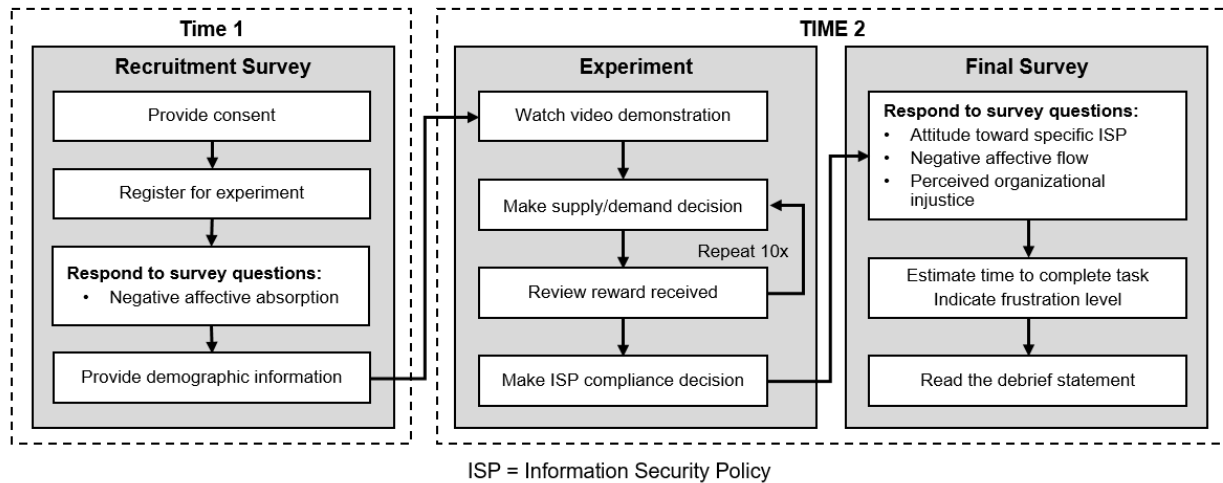 Time 1
Recruitment Survey
Provide consent
Register for experiment
Respond to survey questions:
• Negative affective absorption
Provide demographic information
TIME 2
Experiment
Watch video demonstration
Make supply/demand decision
Repeat 10x
Review reward received
Make ISP compliance decision
Final Survey
Respond to survey questions:
• Attitude toward specific ISP
• Negative affective flow
• Perceived organizational
injustice
Estimate time to complete task
Indicate frustration level
Read the debrief statement
ISP = Information Security Policy